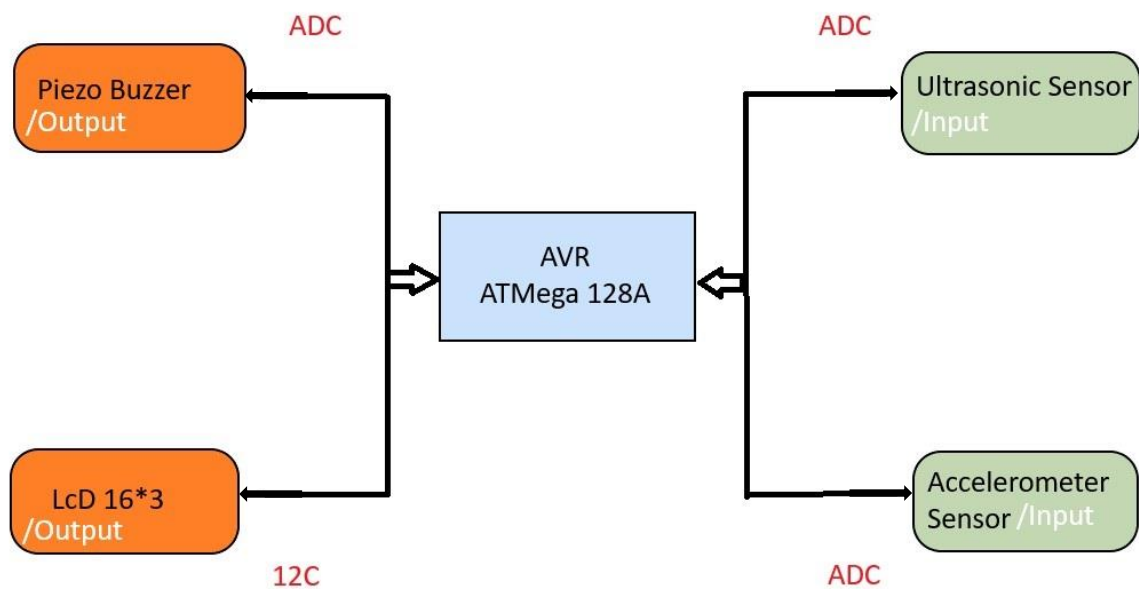 ADC
ADC
Piezo Buzzer
/Output
Ultrasonic Sensor
/Input
AVR
ATMega 128A
LcD 16*3
/Output
Accelerometer
Sensor /Input
12C
ADC